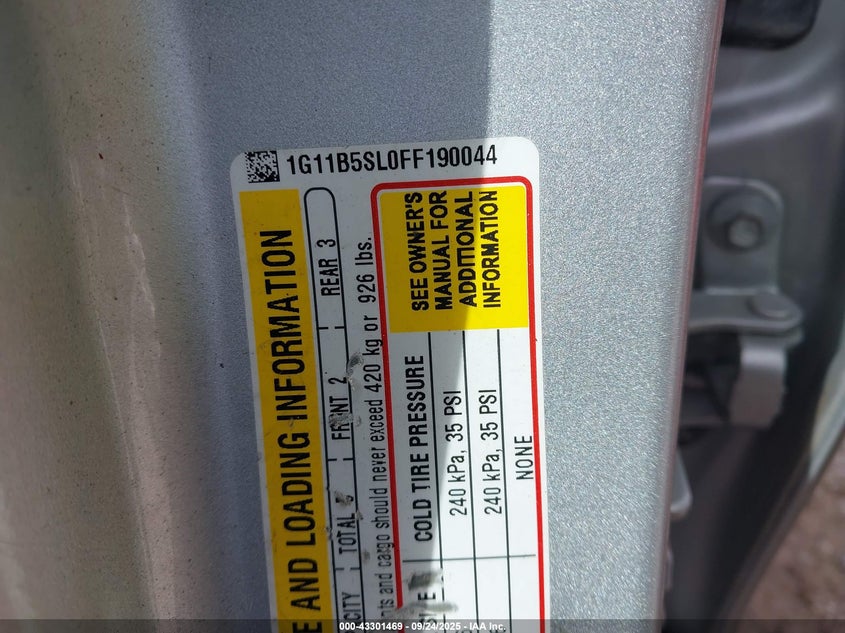 1G11B5SL0FF190044
E AND LOADING INFORMATION
CITY TOTAL FRONT 2 REAR 3
nts and cargo should never exceed 420 kg or 926 lbs.
COLD TIRE PRESSURE
SEE OWNER'S
MANUAL FOR
ADDITIONAL
INFORMATION
240 kPa, 35 PSI
240 kPa, 35 PSI
NONE
000-43301469 - 09/24/2025 - IAA Inc.